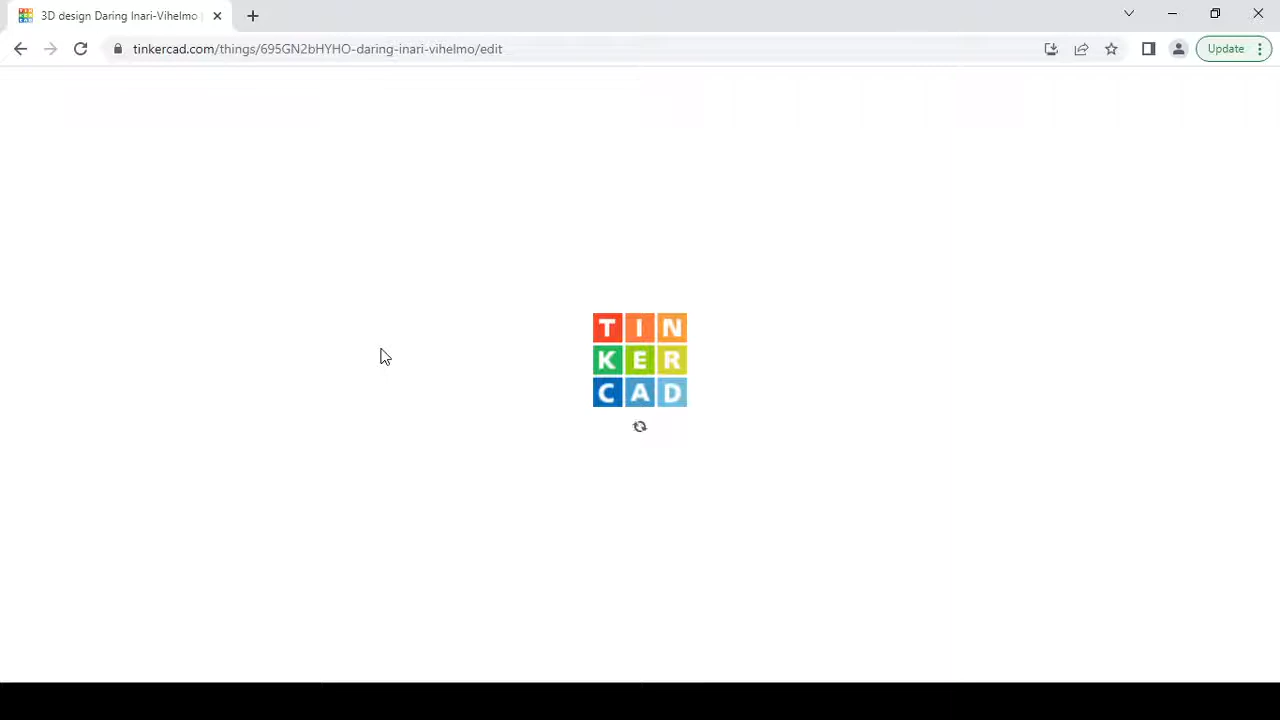 3D design Daring Inari-Vihelmo |
tinkercad.com/things/695GN2bHYHO-daring-inari-vihelmo/edit
Update
TIN
KER
CAD